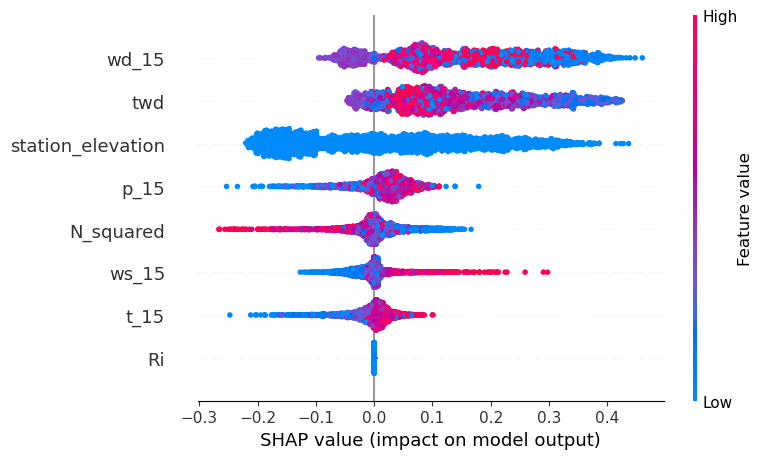 High
wd_15
twd
station_elevation
p_15
N_squared
ws_15
t_15
Ri
Feature value
Low
−0.3 −0.2 −0.1 0.0 0.1 0.2 0.3 0.4
SHAP value (impact on model output)